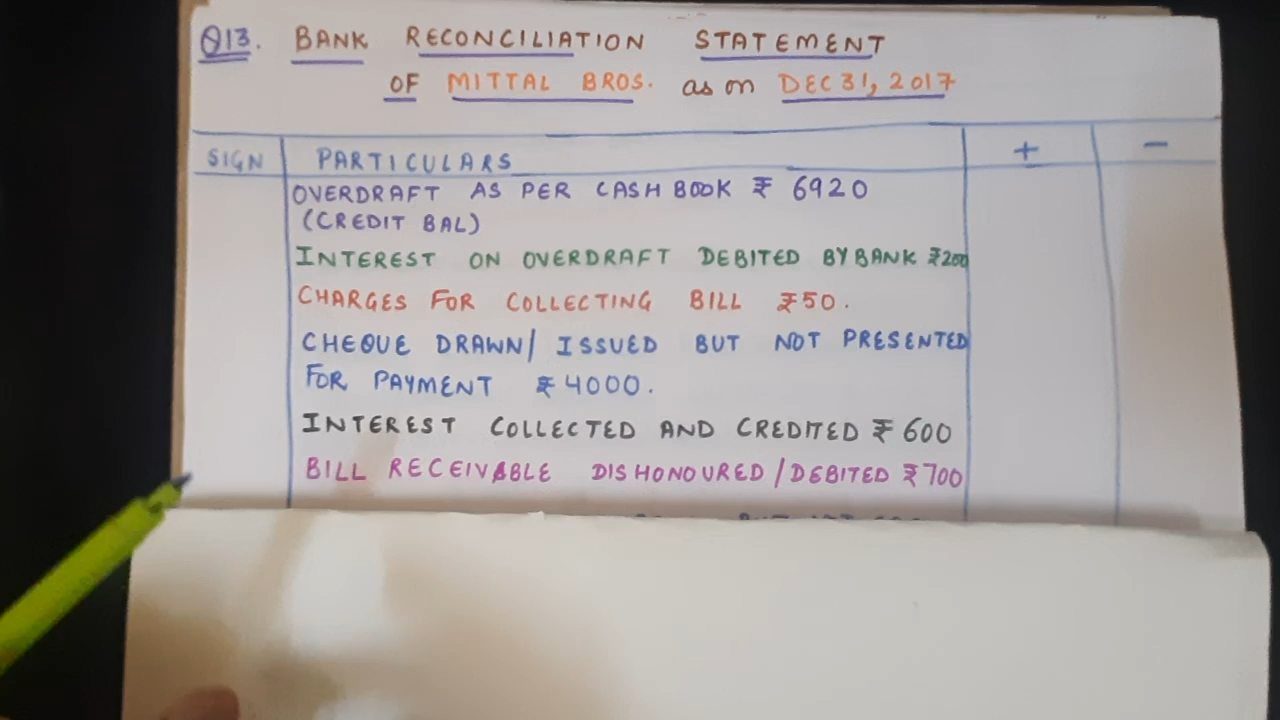 Q13. BANK RECONCILIATION STATEMENT
OF MITTAL BROS. as on DEC 31, 2017
SIGN PARTICULARS + −
OVERDRAFT AS PER CASH BOOK ₹ 6920
(CREDIT BAL)
INTEREST ON OVERDRAFT DEBITED BY BANK ₹200
CHARGES FOR COLLECTING BILL ₹50.
CHEQUE DRAWN/ ISSUED BUT NOT PRESENTED
FOR PAYMENT ₹4000.
INTEREST COLLECTED AND CREDITED ₹ 600
BILL RECEIVABLE DISHONOURED/DEBITED ₹700